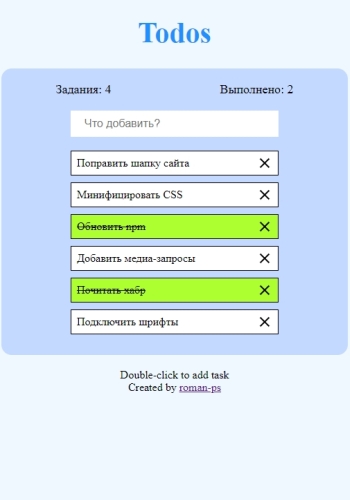 Todos
Задания: 4
Выполнено: 2
Что добавить?
Поправить шапку сайта
Минифицировать CSS
Обновить npm
Добавить медиа-запросы
Почитать хабр
Подключить шрифты
Double-click to add task
Created by roman-ps